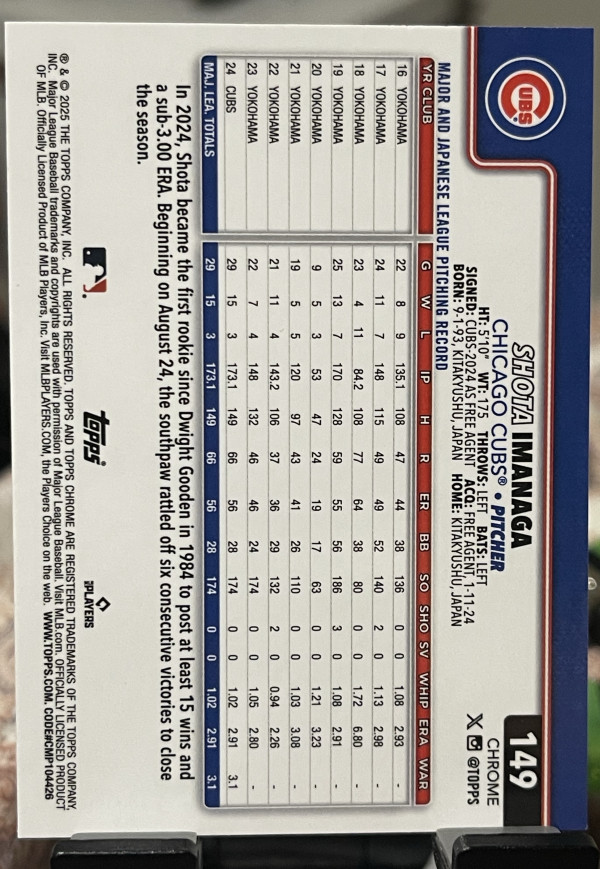 CUBS
149
CHROME
X @TOPPS
SHOTA IMANAGA
CHICAGO CUBS® • PITCHER
HT: 5'10" WT: 175 THROWS: LEFT BATS: LEFT
SIGNED: CUBS-2024 AS FREE AGENT ACQ: FREE AGENT, 1-11-24
BORN: 9-1-93, KITAKYUSHU, JAPAN HOME: KITAKYUSHU, JAPAN
MAJOR AND JAPANESE LEAGUE PITCHING RECORD
YR CLUB G W L IP H R ER BB SO SHO SV WHIP ERA WAR
16 YOKOHAMA 22 8 9 135.1 108 47 44 38 136 0 0 1.08 2.93 -
17 YOKOHAMA 24 11 7 148 115 49 49 52 140 2 0 1.13 2.98 -
18 YOKOHAMA 23 4 11 84.2 108 77 64 38 80 0 0 1.72 6.80 -
19 YOKOHAMA 25 13 7 170 128 59 55 56 186 3 0 1.08 2.91 -
20 YOKOHAMA 9 5 3 53 47 24 19 17 63 0 0 1.21 3.23 -
21 YOKOHAMA 19 5 5 120 97 43 41 26 110 0 0 1.03 3.08 -
22 YOKOHAMA 21 11 4 143.2 106 37 36 29 132 2 0 0.94 2.26 -
23 YOKOHAMA 22 7 4 148 132 46 46 24 174 0 0 1.05 2.80 -
24 CUBS 29 15 3 173.1 149 66 56 28 174 0 0 1.02 2.91 3.1
MAJ. LEA. TOTALS 29 15 3 173.1 149 66 56 28 174 0 0 1.02 2.91 3.1
In 2024, Shota became the first rookie since Dwight Gooden in 1984 to post at least 15 wins and
a sub-3.00 ERA. Beginning on August 24, the southpaw rattled off six consecutive victories to close
the season.
topps
PLAYERS
® & © 2025 THE TOPPS COMPANY, INC. ALL RIGHTS RESERVED. TOPPS AND TOPPS CHROME ARE REGISTERED TRADEMARKS OF THE TOPPS COMPANY,
INC. Major League Baseball trademarks and copyrights are used with permission of Major League Baseball. Visit MLB.com. OFFICIALLY LICENSED PRODUCT
OF MLB. Officially Licensed Product of MLB Players, Inc. Visit MLBPLAYERS.COM, the Players Choice on the web. WWW.TOPPS.COM. CODE#CMP104426